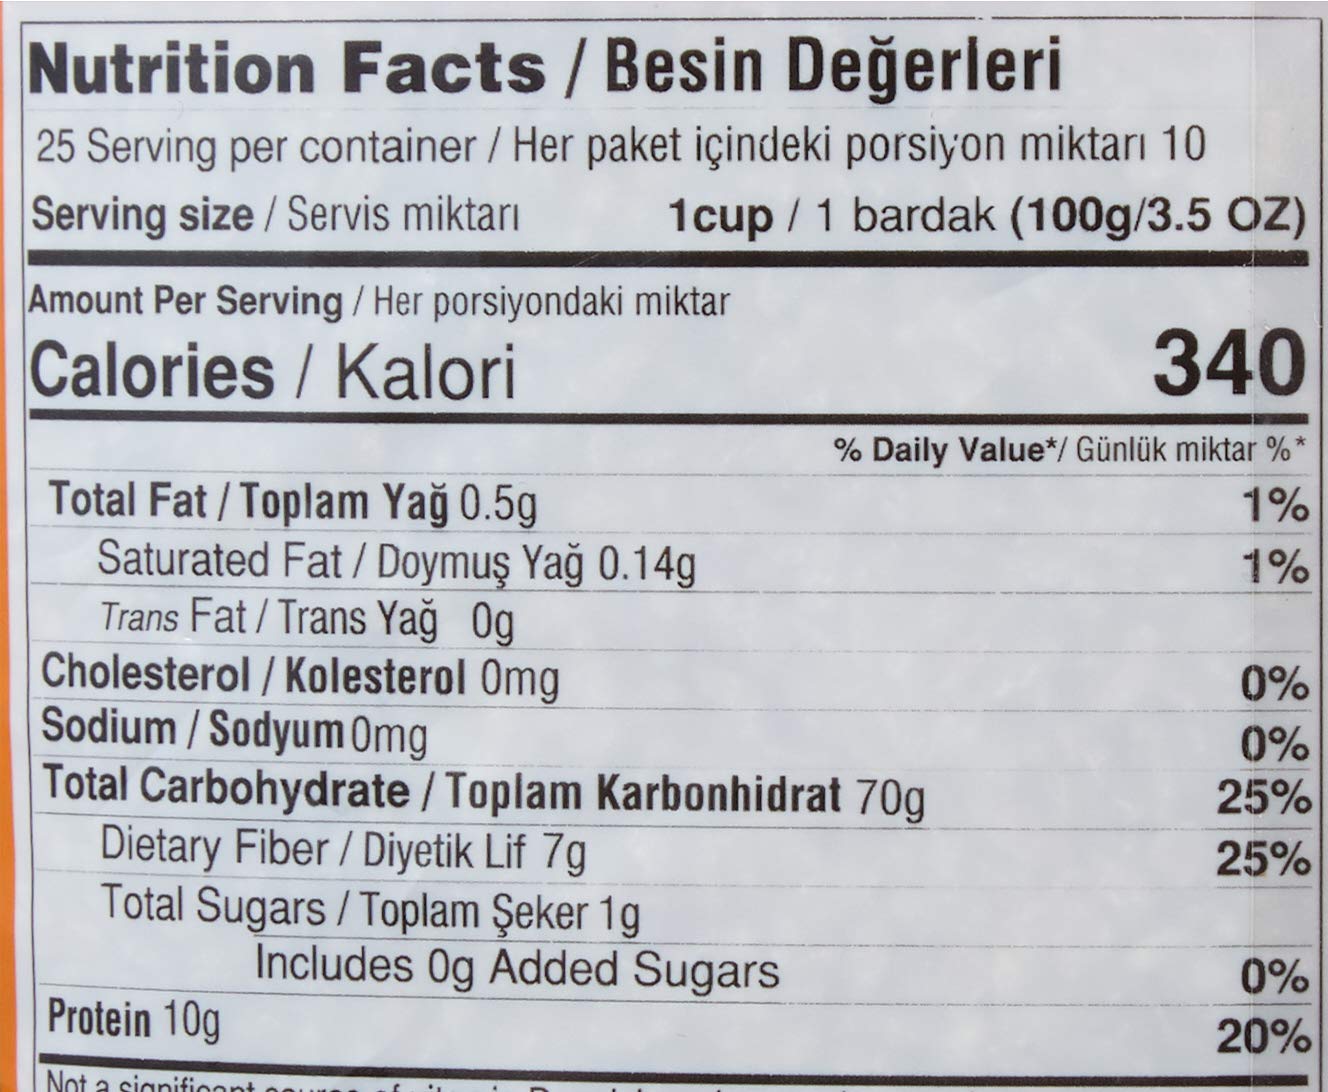 Nutrition Facts / Besin Değerleri
25 Serving per container / Her paket içindeki porsiyon miktarı 10
Serving size / Servis miktarı 1cup / 1 bardak (100g/3.5 OZ)
Amount Per Serving / Her porsiyondaki miktar
Calories / Kalori 340
% Daily Value*/ Günlük miktar %*
Total Fat / Toplam Yağ 0.5g 1%
Saturated Fat / Doymuş Yağ 0.14g 1%
Trans Fat / Trans Yağ 0g
Cholesterol / Kolesterol 0mg 0%
Sodium / Sodyum 0mg 0%
Total Carbohydrate / Toplam Karbonhidrat 70g 25%
Dietary Fiber / Diyetik Lif 7g 25%
Total Sugars / Toplam Şeker 1g
Includes 0g Added Sugars 0%
Protein 10g 20%
Not a significant source of